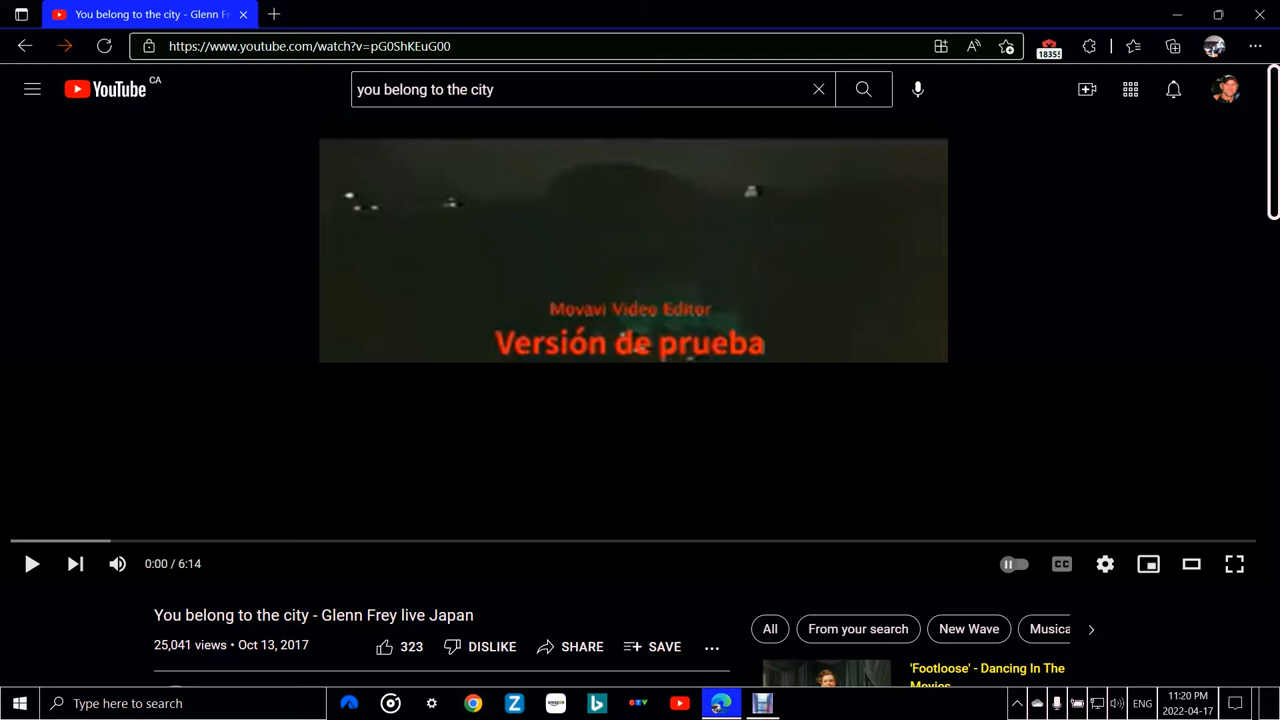 You belong to the city - Glenn Fr
https://www.youtube.com/watch?v=pG0ShKEuG00
18355
YouTube CA
you belong to the city
Movavi Video Editor
Versión de prueba
0:00 / 6:14
CC
You belong to the city - Glenn Frey live Japan
25,041 views • Oct 13, 2017
323
DISLIKE
SHARE
SAVE
All
From your search
New Wave
Musica
'Footloose' - Dancing In The
Movies
Type here to search
ENG
11:20 PM
2022-04-17